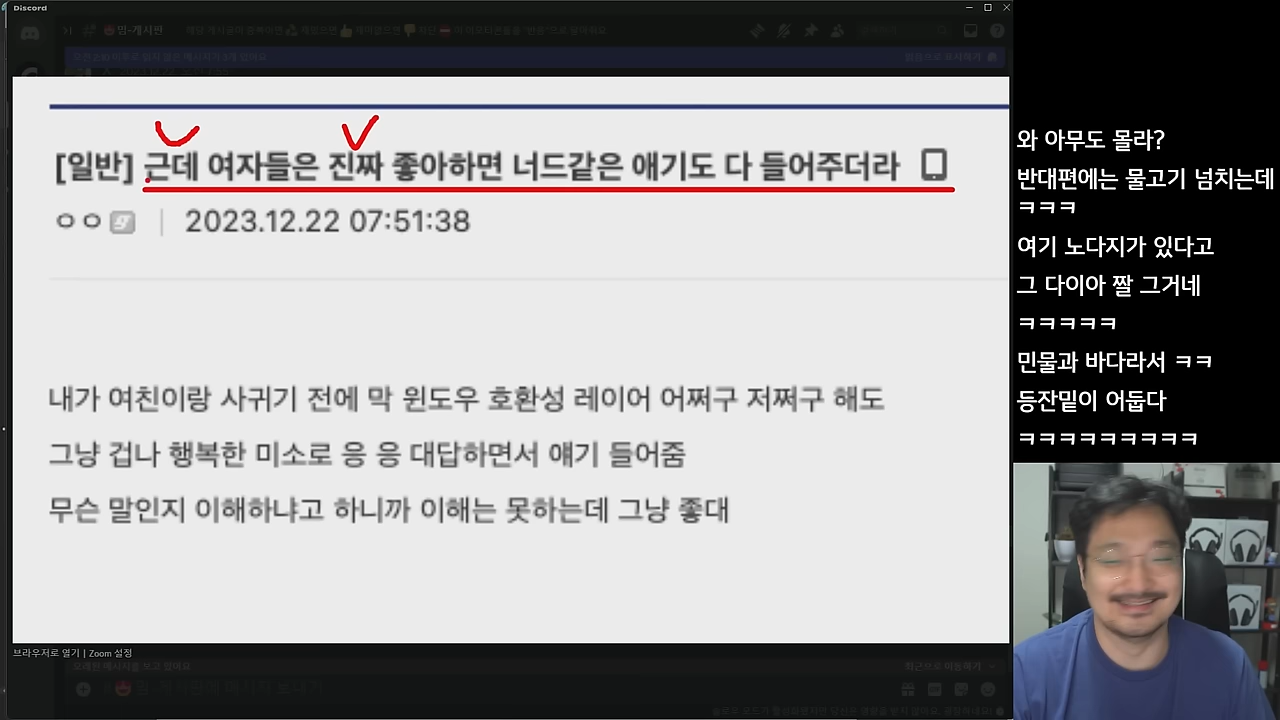 Discord
[일반] 근데 여자들은 진짜 좋아하면 너드같은 얘기도 다 들어주더라
ㅇㅇ
2023.12.22 07:51:38
내가 여친이랑 사귀기 전에 막 윈도우 호환성 레이어 어쩌구 저쩌구 해도
그냥 겁나 행복한 미소로 응 응 대답하면서 얘기 들어줌
무슨 말인지 이해하냐고 하니까 이해는 못하는데 그냥 좋대
브라우저로 열기 | Zoom 설정
와 아무도 몰라?
반대편에는 물고기 넘치는데
ㅋㅋㅋ
여기 노다지가 있다고
그 다이아 짤 그거네
ㅋㅋㅋㅋㅋ
민물과 바다라서 ㅋㅋ
등잔밑이 어둡다
ㅋㅋㅋㅋㅋㅋㅋㅋㅋ